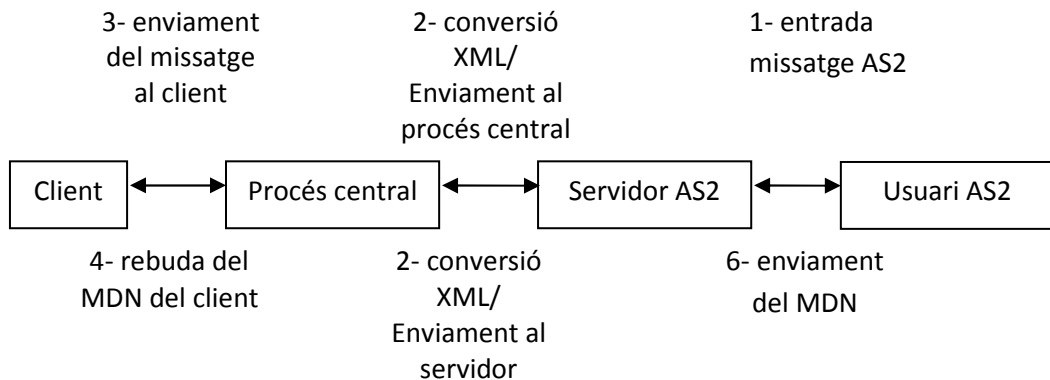 3- enviament
del missatge
al client
2- conversió
XML/
Enviament al
procés central
1- entrada
missatge AS2
Client
Procés central
Servidor AS2
Usuari AS2
4- rebuda del
MDN del client
2- conversió
XML/
Enviament al
servidor
6- enviament
del MDN